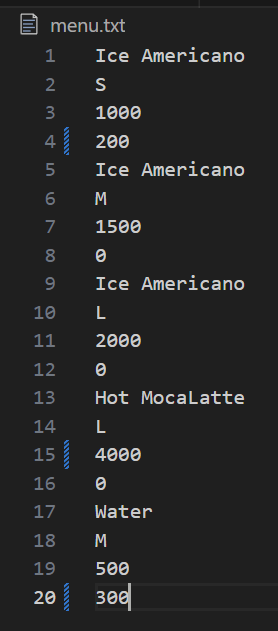 menu.txt
1 Ice Americano
2 S
3 1000
4 200
5 Ice Americano
6 M
7 1500
8 0
9 Ice Americano
10 L
11 2000
12 0
13 Hot MocaLatte
14 L
15 4000
16 0
17 Water
18 M
19 500
20 300